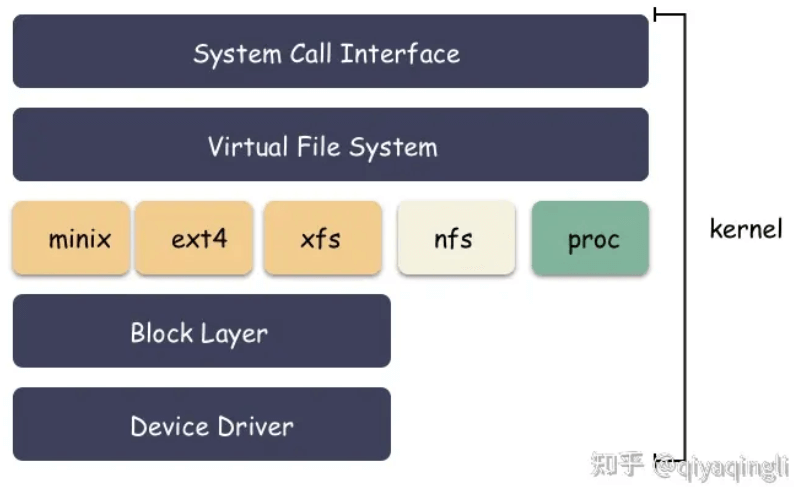 System Call Interface
Virtual File System
minix
ext4
xfs
nfs
proc
kernel
Block Layer
Device Driver
知乎 @qiyaqingli